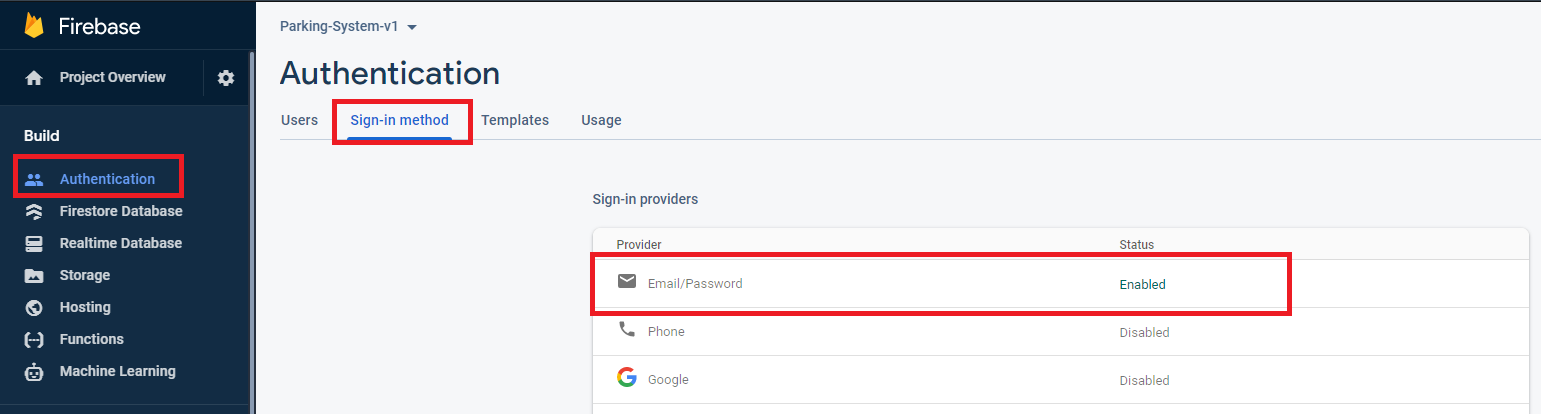 Firebase
Project Overview
Build
Authentication
Firestore Database
Realtime Database
Storage
Hosting
Functions
Machine Learning
Parking-System-v1
Authentication
Users Sign-in method Templates Usage
Sign-in providers
Provider Status
Email/Password Enabled
Phone Disabled
Google Disabled